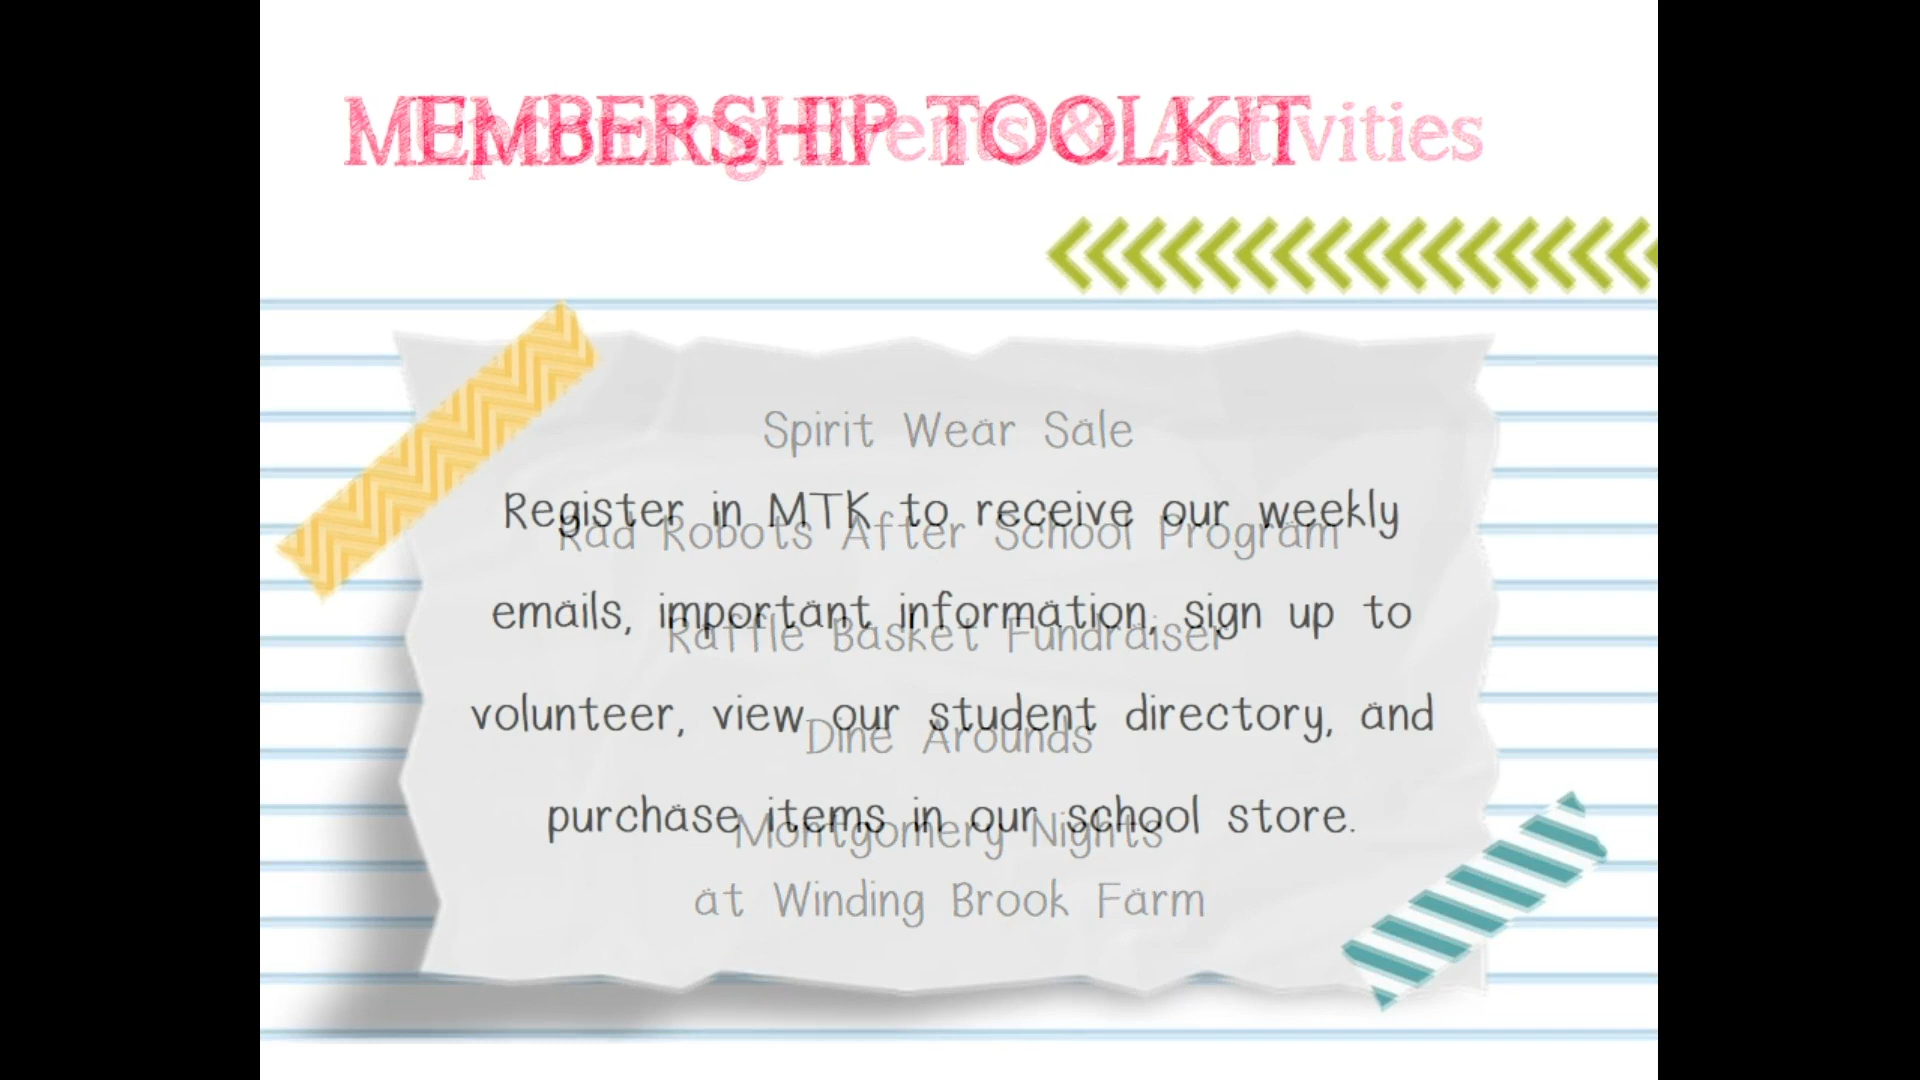 MEMBERSHIP TOOLKIT
Upcoming Events & Activities
Spirit Wear Sale
Register in MTK to receive our weekly
Rad Robots After School Program
emails, important information, sign up to
Raffle Basket Fundraiser
volunteer, view our student directory, and
Dine Arounds
purchase items in our school store.
Montgomery Nights
at Winding Brook Farm